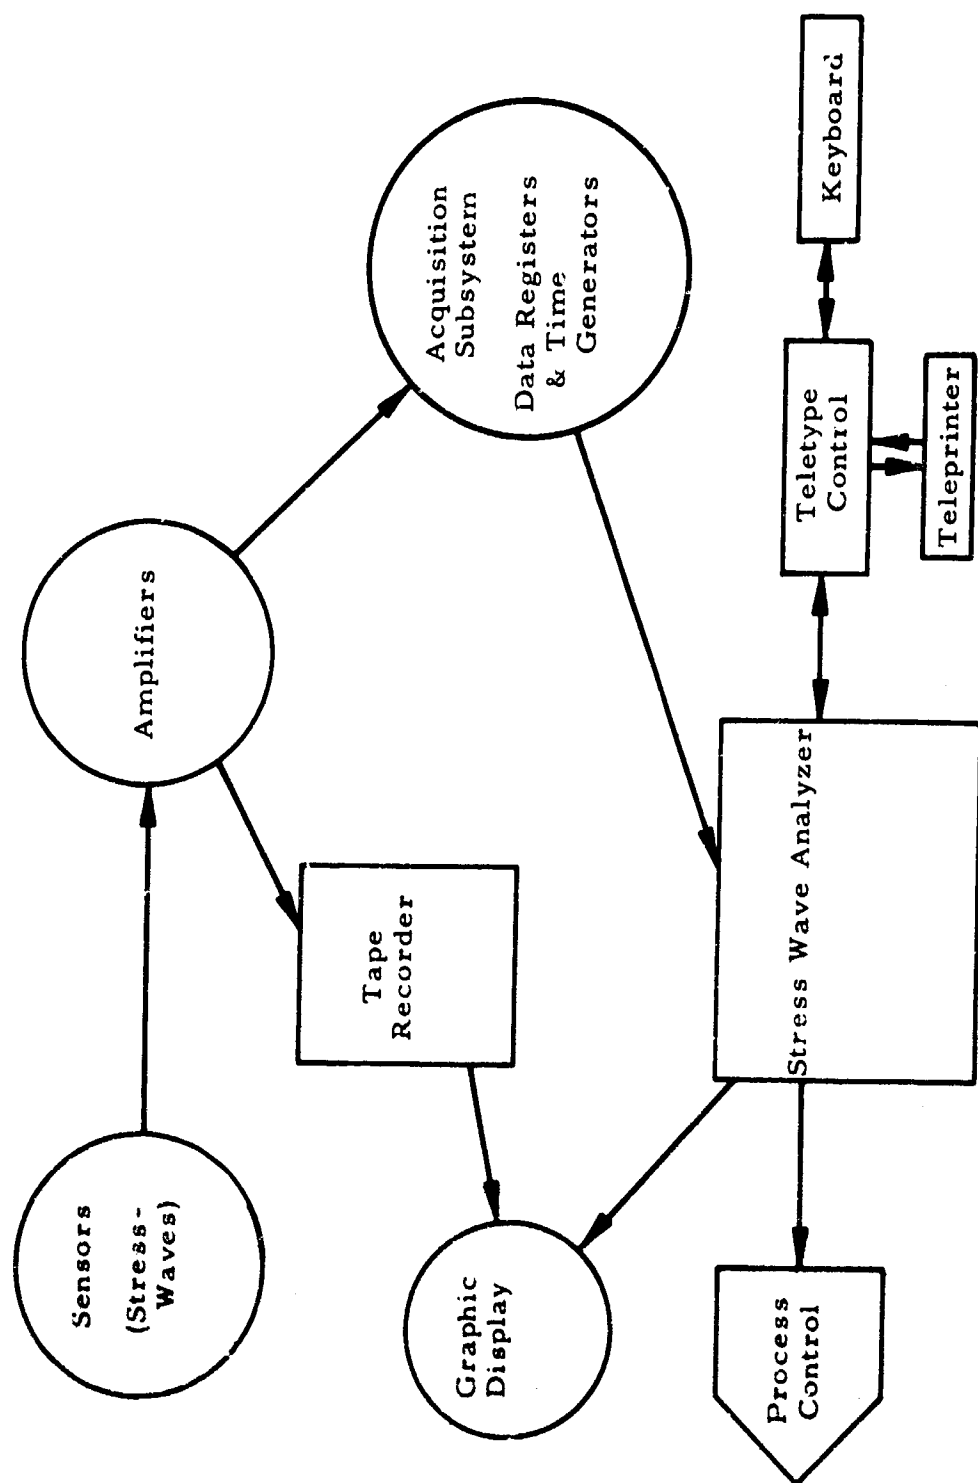 Sensors
(Stress-
Waves)
Amplifiers
Acquisition
Subsystem
Data Registers
& Time
Generators
Tape
Recorder
Graphic
Display
Stress Wave Analyzer
Process
Control
Teletype
Control
Keyboard
Teleprinter